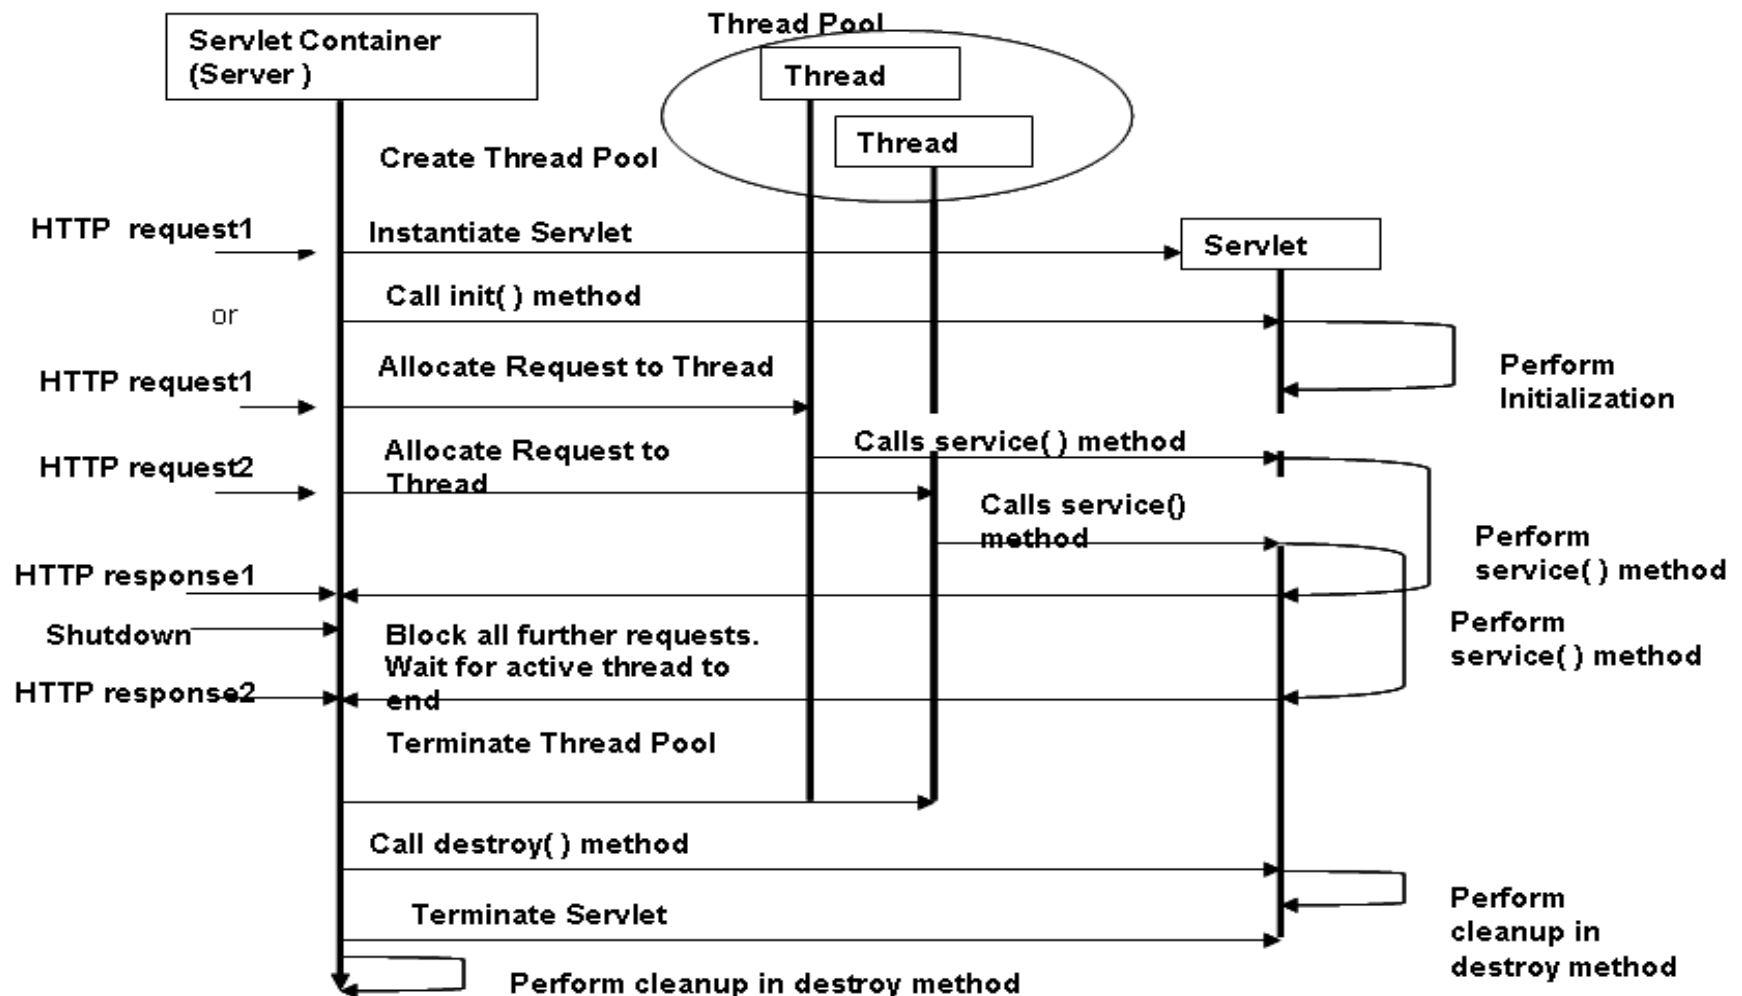 Thread Pool
Servlet Container
(Server )
Thread
Thread
Create Thread Pool
HTTP  request1
Instantiate Servlet
Servlet
Call init( ) method
or
Allocate Request to Thread
Perform
Initialization
HTTP request1
Calls service( ) method
Allocate Request to
Thread
HTTP request2
Calls service()
method
Perform
service( ) method
HTTP response1
Shutdown
Block all further requests.
Wait for active thread to
end
Perform
service( ) method
HTTP response2
Terminate Thread Pool
Call destroy( ) method
Perform
cleanup in
destroy method
Terminate Servlet
Perform cleanup in destroy method